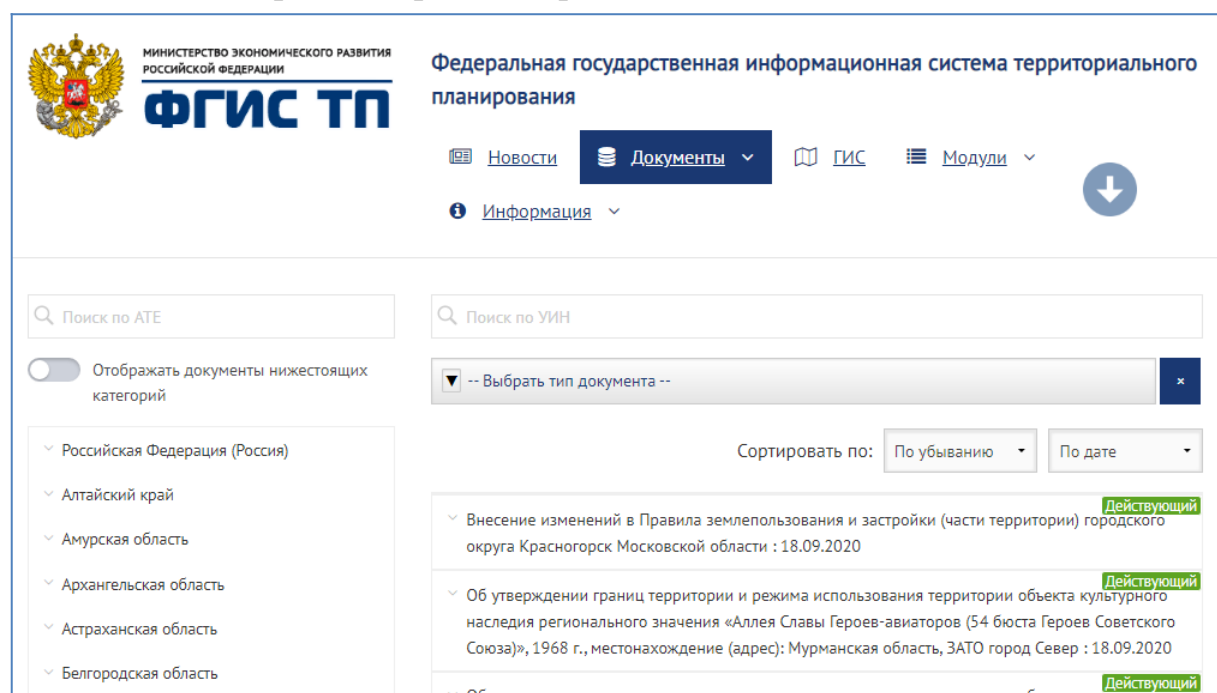 МИНИСТЕРСТВО ЭКОНОМИЧЕСКОГО РАЗВИТИЯ
РОССИЙСКОЙ ФЕДЕРАЦИИ
ФГИС ТП
Федеральная государственная информационная система территориального
планирования
Новости Документы ГИС Модули
Информация
Поиск по АТЕ
Поиск по УИН
Отображать документы нижестоящих
категорий
-- Выбрать тип документа --
×
Сортировать по: По убыванию По дате
Российская Федерация (Россия)
Алтайский край
Амурская область
Архангельская область
Астраханская область
Белгородская область
Действующий
Внесение изменений в Правила землепользования и застройки (части территории) городского
округа Красногорск Московской области : 18.09.2020
Действующий
Об утверждении границ территории и режима использования территории объекта культурного
наследия регионального значения «Аллея Славы Героев-авиаторов (54 бюста Героев Советского
Союза)», 1968 г., местонахождение (адрес): Мурманская область, ЗАТО город Север : 18.09.2020
Действующий